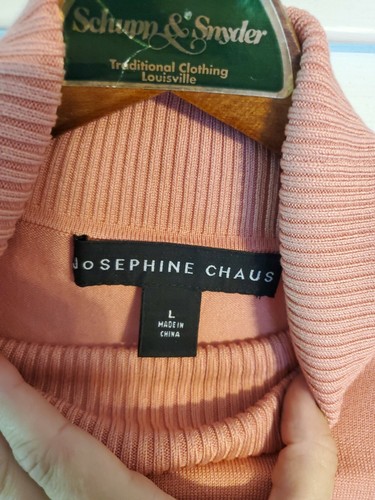 Schupp & Snyder
Traditional Clothing
Louisville
JoSEPHINE CHAUS
L
MADE IN
CHINA